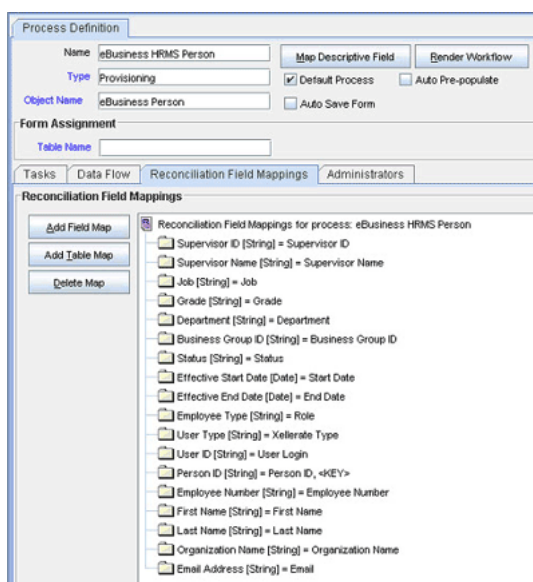 Process Definition
Name eBusiness HRMS Person Map Descriptive Field Render Workflow
Type Provisioning Default Process Auto Pre-populate
Object Name eBusiness Person Auto Save Form
Form Assignment
Table Name
Tasks Data Flow Reconciliation Field Mappings Administrators
Reconciliation Field Mappings
Add Field Map Reconciliation Field Mappings for process: eBusiness HRMS Person
Supervisor ID [String] = Supervisor ID
Add Table Map Supervisor Name [String] = Supervisor Name
Delete Map Job [String] = Job
Grade [String] = Grade
Department [String] = Department
Business Group ID [String] = Business Group ID
Status [String] = Status
Effective Start Date [Date] = Start Date
Effective End Date [Date] = End Date
Employee Type [String] = Role
User Type [String] = Xellerate Type
User ID [String] = User Login
Person ID [String] = Person ID, <KEY>
Employee Number [String] = Employee Number
First Name [String] = First Name
Last Name [String] = Last Name
Organization Name [String] = Organization Name
Email Address [String] = Email